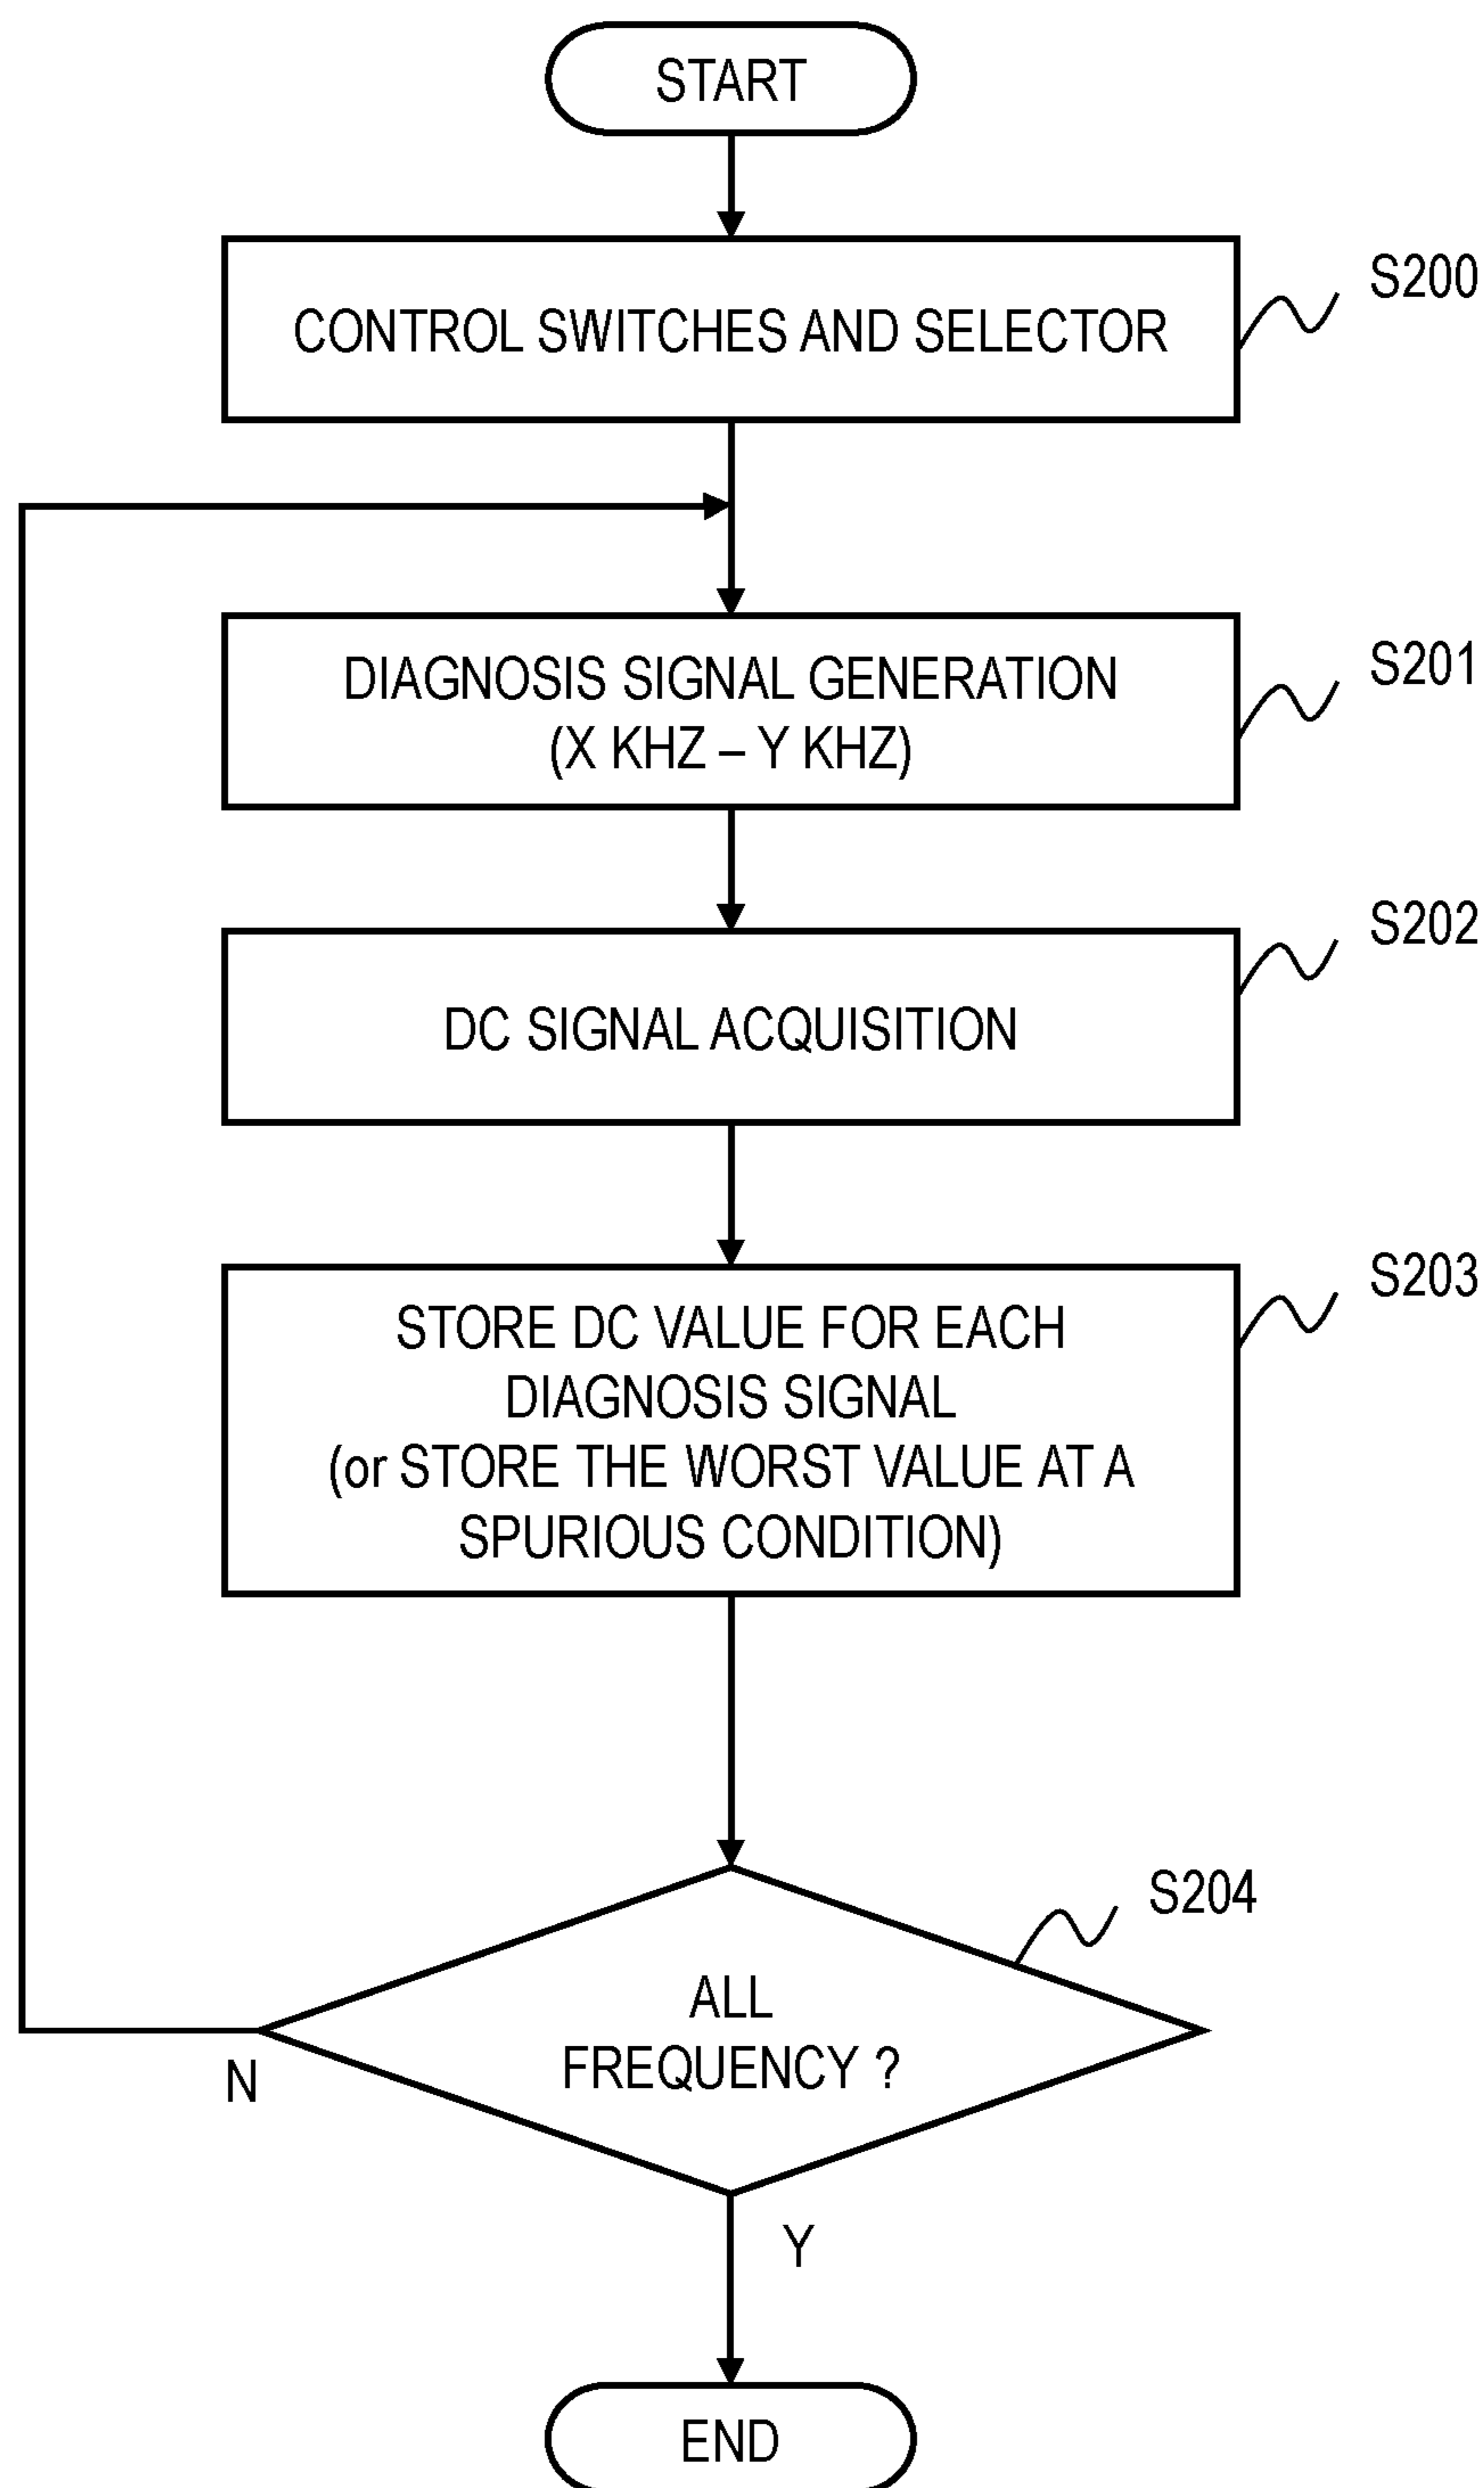 START
CONTROL SWITCHES AND SELECTOR
S200
DIAGNOSIS SIGNAL GENERATION
(X KHZ – Y KHZ)
S201
DC SIGNAL ACQUISITION
S202
STORE DC VALUE FOR EACH
DIAGNOSIS SIGNAL
(or STORE THE WORST VALUE AT A
SPURIOUS CONDITION)
S203
ALL
FREQUENCY ?
S204
N
Y
END